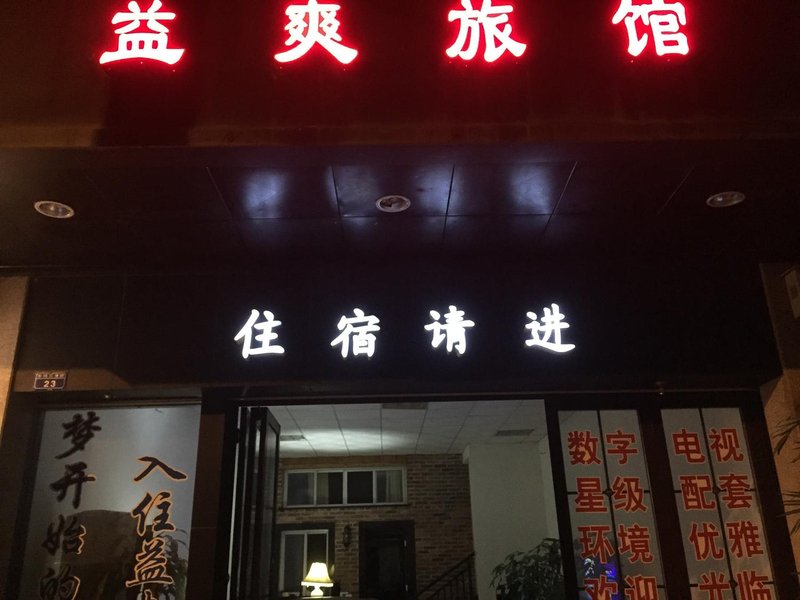 益爽旅馆
住宿请进
23
梦开始的
入住益
数字电视
星级配套
环境优雅
欢迎光临